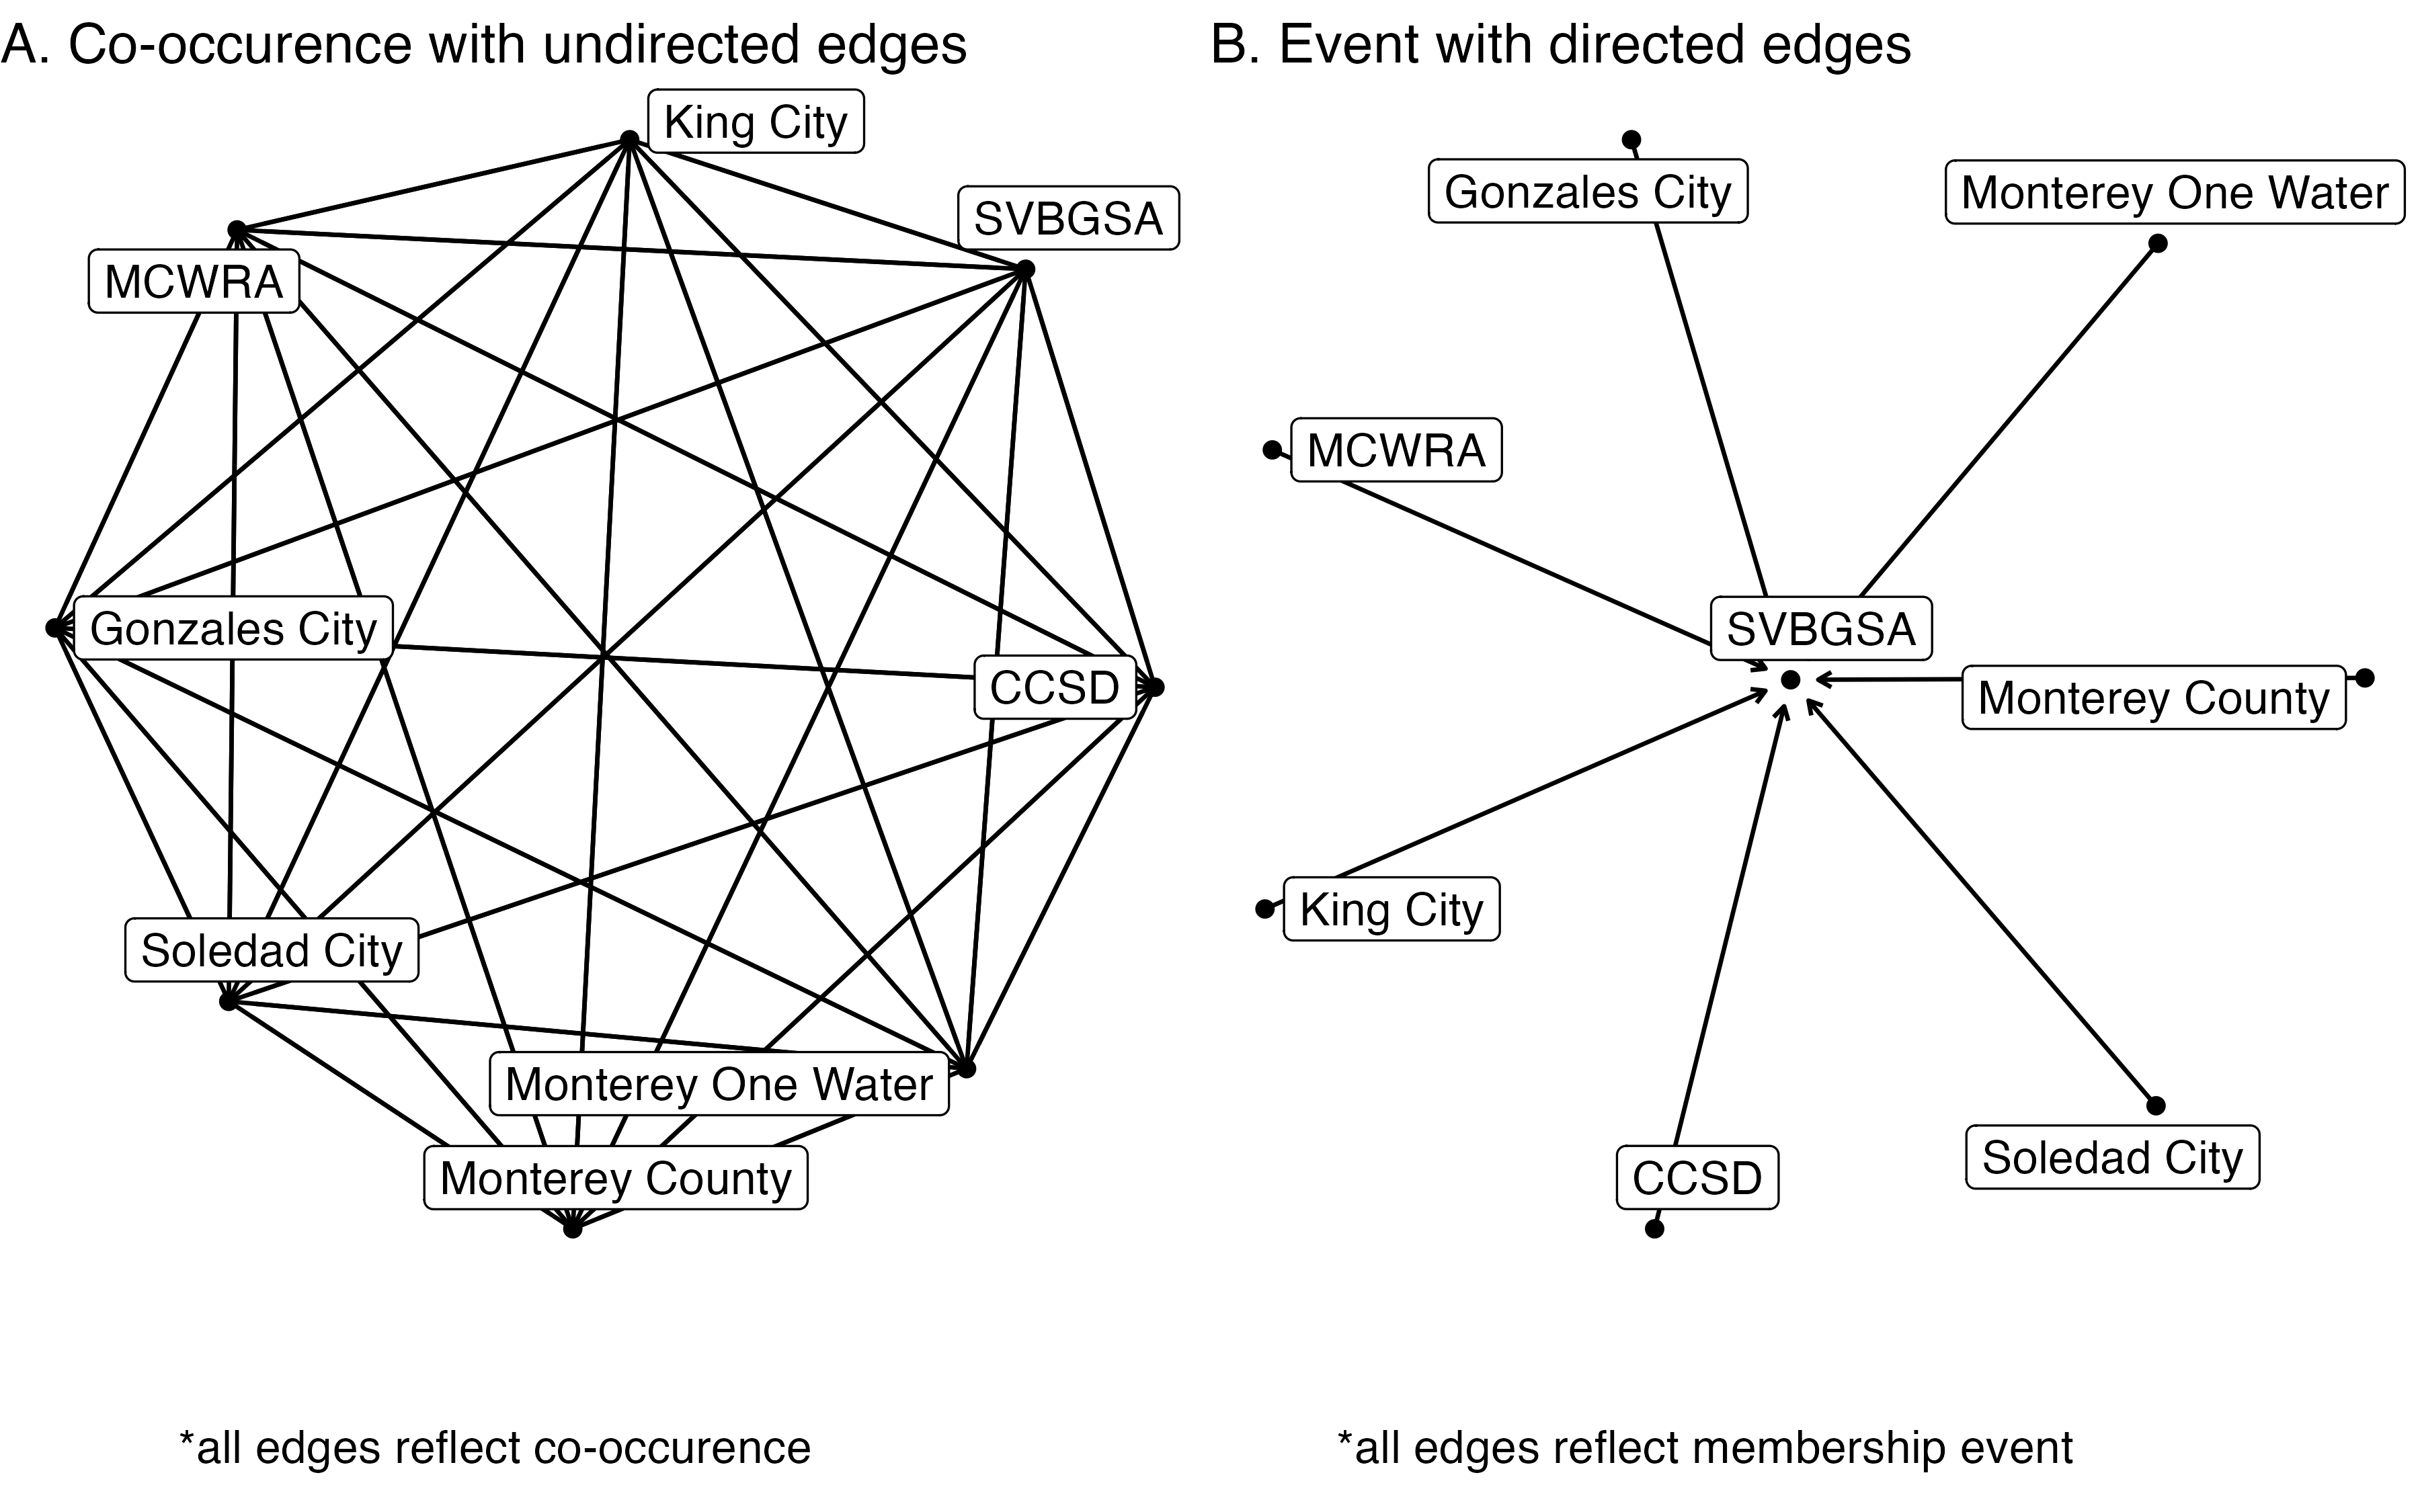 A. Co-occurence with undirected edges
King City
SVBGSA
MCWRA
Gonzales City
CCSD
Soledad City
Monterey One Water
Monterey County
*all edges reflect co-occurence
B. Event with directed edges
Gonzales City
Monterey One Water
MCWRA
SVBGSA
Monterey County
King City
Soledad City
CCSD
*all edges reflect membership event